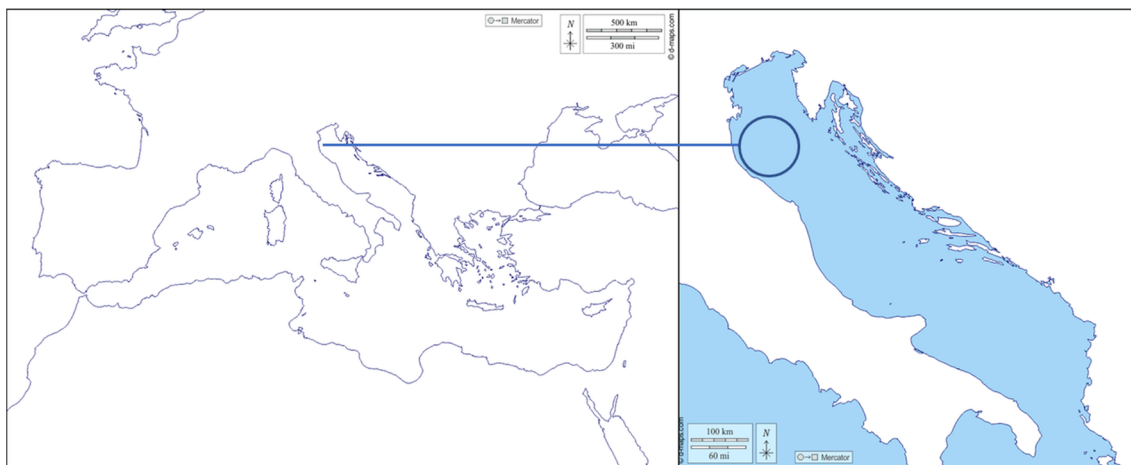 ○→□ Mercator
N
500 km
300 mi
© d-maps.com
100 km
60 mi
N
○→□ Mercator
© d-maps.com